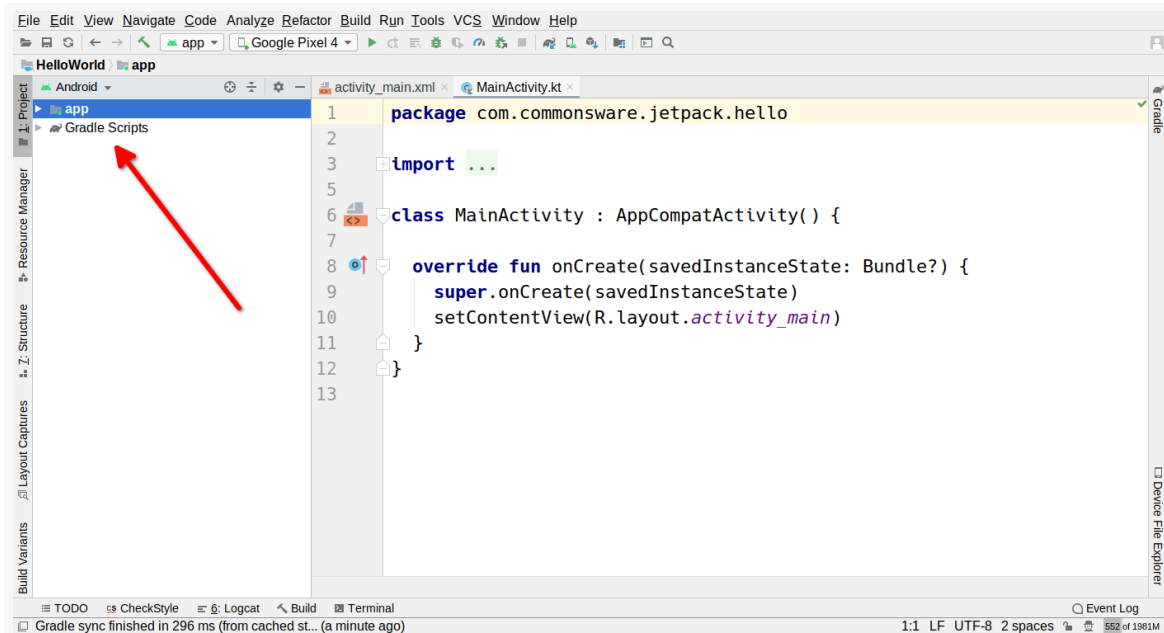 File Edit View Navigate Code Analyze Refactor Build Run Tools VCS Window Help
app Google Pixel 4
HelloWorld app
Android
activity_main.xml MainActivity.kt
1: Project
Resource Manager
Z: Structure
Layout Captures
Build Variants
app
Gradle Scripts
1 package com.commonsware.jetpack.hello
2
3 import ...
5
6 class MainActivity : AppCompatActivity() {
7
8 override fun onCreate(savedInstanceState: Bundle?) {
9 super.onCreate(savedInstanceState)
10 setContentView(R.layout.activity_main)
11 }
12 }
13
Gradle
Device File Explorer
TODO CS CheckStyle 6: Logcat Build Terminal Event Log
Gradle sync finished in 296 ms (from cached st... (a minute ago) 1:1 LF UTF-8 2 spaces 552 of 1981M